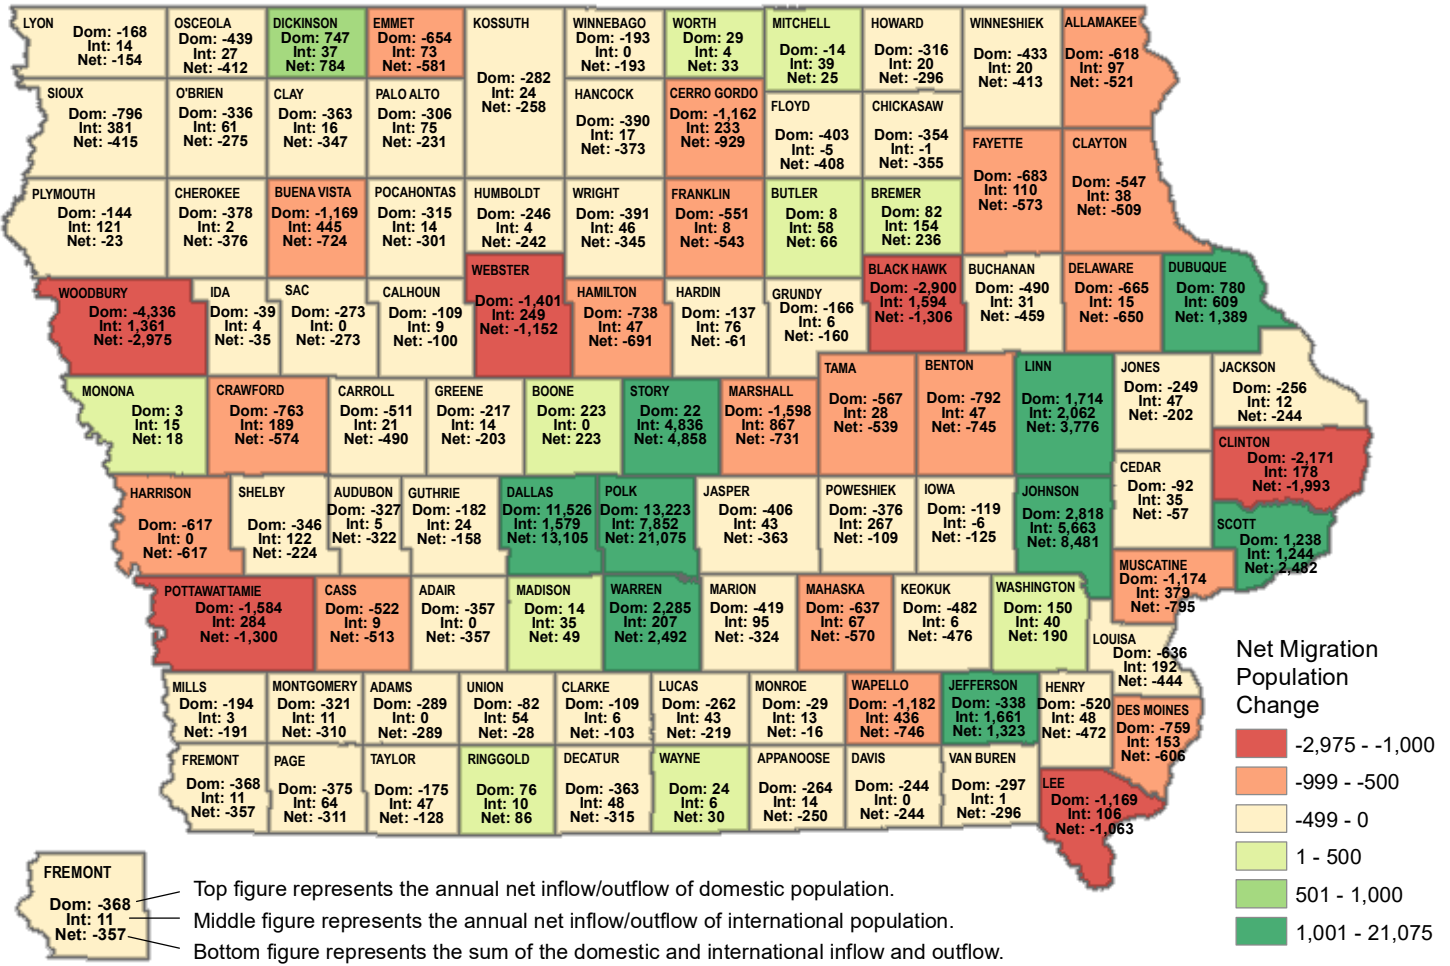 LYON
Dom: -168
Int: 14
Net: -154
OSCEOLA
Dom: -439
Int: 27
Net: -412
DICKINSON
Dom: 747
Int: 37
Net: 784
EMMET
Dom: -654
Int: 73
Net: -581
KOSSUTH
Dom: -282
Int: 24
Net: -258
WINNEBAGO
Dom: -193
Int: 0
Net: -193
WORTH
Dom: 29
Int: 4
Net: 33
MITCHELL
Dom: -14
Int: 39
Net: 25
HOWARD
Dom: -316
Int: 20
Net: -296
WINNESHIEK
Dom: -433
Int: 20
Net: -413
ALLAMAKEE
Dom: -618
Int: 97
Net: -521
SIOUX
Dom: -796
Int: 381
Net: -415
O'BRIEN
Dom: -336
Int: 61
Net: -275
CLAY
Dom: -363
Int: 16
Net: -347
PALO ALTO
Dom: -306
Int: 75
Net: -231
HANCOCK
Dom: -390
Int: 17
Net: -373
CERRO GORDO
Dom: -1,162
Int: 233
Net: -929
FLOYD
Dom: -403
Int: -5
Net: -408
CHICKASAW
Dom: -354
Int: -1
Net: -355
FAYETTE
Dom: -683
Int: 110
Net: -573
CLAYTON
Dom: -547
Int: 38
Net: -509
PLYMOUTH
Dom: -144
Int: 121
Net: -23
CHEROKEE
Dom: -378
Int: 2
Net: -376
BUENA VISTA
Dom: -1,169
Int: 445
Net: -724
POCAHONTAS
Dom: -315
Int: 14
Net: -301
HUMBOLDT
Dom: -246
Int: 4
Net: -242
WRIGHT
Dom: -391
Int: 46
Net: -345
FRANKLIN
Dom: -551
Int: 8
Net: -543
BUTLER
Dom: 8
Int: 58
Net: 66
BREMER
Dom: 82
Int: 154
Net: 236
WOODBURY
Dom: -4,336
Int: 1,361
Net: -2,975
IDA
Dom: -39
Int: 4
Net: -35
SAC
Dom: -273
Int: 0
Net: -273
CALHOUN
Dom: -109
Int: 9
Net: -100
WEBSTER
Dom: -1,401
Int: 249
Net: -1,152
HAMILTON
Dom: -738
Int: 47
Net: -691
HARDIN
Dom: -137
Int: 76
Net: -61
GRUNDY
Dom: -166
Int: 6
Net: -160
BLACK HAWK
Dom: -2,900
Int: 1,594
Net: -1,306
BUCHANAN
Dom: -490
Int: 31
Net: -459
DELAWARE
Dom: -665
Int: 15
Net: -650
DUBUQUE
Dom: 780
Int: 609
Net: 1,389
MONONA
Dom: 3
Int: 15
Net: 18
CRAWFORD
Dom: -763
Int: 189
Net: -574
CARROLL
Dom: -511
Int: 21
Net: -490
GREENE
Dom: -217
Int: 14
Net: -203
BOONE
Dom: 223
Int: 0
Net: 223
STORY
Dom: 22
Int: 4,836
Net: 4,858
MARSHALL
Dom: -1,598
Int: 867
Net: -731
TAMA
Dom: -567
Int: 28
Net: -539
BENTON
Dom: -792
Int: 47
Net: -745
LINN
Dom: 1,714
Int: 2,062
Net: 3,776
JONES
Dom: -249
Int: 47
Net: -202
JACKSON
Dom: -256
Int: 12
Net: -244
CLINTON
Dom: -2,171
Int: 178
Net: -1,993
HARRISON
Dom: -617
Int: 0
Net: -617
SHELBY
Dom: -346
Int: 122
Net: -224
AUDUBON
Dom: -327
Int: 5
Net: -322
GUTHRIE
Dom: -182
Int: 24
Net: -158
DALLAS
Dom: 11,526
Int: 1,579
Net: 13,105
POLK
Dom: 13,223
Int: 7,852
Net: 21,075
JASPER
Dom: -406
Int: 43
Net: -363
POWESHIEK
Dom: -376
Int: 267
Net: -109
IOWA
Dom: -119
Int: -6
Net: -125
JOHNSON
Dom: 2,818
Int: 5,663
Net: 8,481
CEDAR
Dom: -92
Int: 35
Net: -57
SCOTT
Dom: 1,238
Int: 1,244
Net: 2,482
POTTAWATTAMIE
Dom: -1,584
Int: 284
Net: -1,300
CASS
Dom: -522
Int: 9
Net: -513
ADAIR
Dom: -357
Int: 0
Net: -357
MADISON
Dom: 14
Int: 35
Net: 49
WARREN
Dom: 2,285
Int: 207
Net: 2,492
MARION
Dom: -419
Int: 95
Net: -324
MAHASKA
Dom: -637
Int: 67
Net: -570
KEOKUK
Dom: -482
Int: 6
Net: -476
WASHINGTON
Dom: 150
Int: 40
Net: 190
MUSCATINE
Dom: -1,174
Int: 379
Net: -795
LOUISA
Dom: -636
Int: 192
Net: -444
MILLS
Dom: -194
Int: 3
Net: -191
MONTGOMERY
Dom: -321
Int: 11
Net: -310
ADAMS
Dom: -289
Int: 0
Net: -289
UNION
Dom: -82
Int: 54
Net: -28
CLARKE
Dom: -109
Int: 6
Net: -103
LUCAS
Dom: -262
Int: 43
Net: -219
MONROE
Dom: -29
Int: 13
Net: -16
WAPELLO
Dom: -1,182
Int: 436
Net: -746
JEFFERSON
Dom: -338
Int: 1,661
Net: 1,323
HENRY
Dom: -520
Int: 48
Net: -472
DES MOINES
Dom: -759
Int: 153
Net: -606
FREMONT
Dom: -368
Int: 11
Net: -357
PAGE
Dom: -375
Int: 64
Net: -311
TAYLOR
Dom: -175
Int: 47
Net: -128
RINGGOLD
Dom: 76
Int: 10
Net: 86
DECATUR
Dom: -363
Int: 48
Net: -315
WAYNE
Dom: 24
Int: 6
Net: 30
APPANOOSE
Dom: -264
Int: 14
Net: -250
DAVIS
Dom: -244
Int: 0
Net: -244
VAN BUREN
Dom: -297
Int: 1
Net: -296
LEE
Dom: -1,169
Int: 106
Net: -1,063
Net Migration
Population
Change
-2,975 - -1,000
-999 - -500
-499 - 0
1 - 500
501 - 1,000
1,001 - 21,075
FREMONT
Dom: -368
Int: 11
Net: -357
Top figure represents the annual net inflow/outflow of domestic population.
Middle figure represents the annual net inflow/outflow of international population.
Bottom figure represents the sum of the domestic and international inflow and outflow.